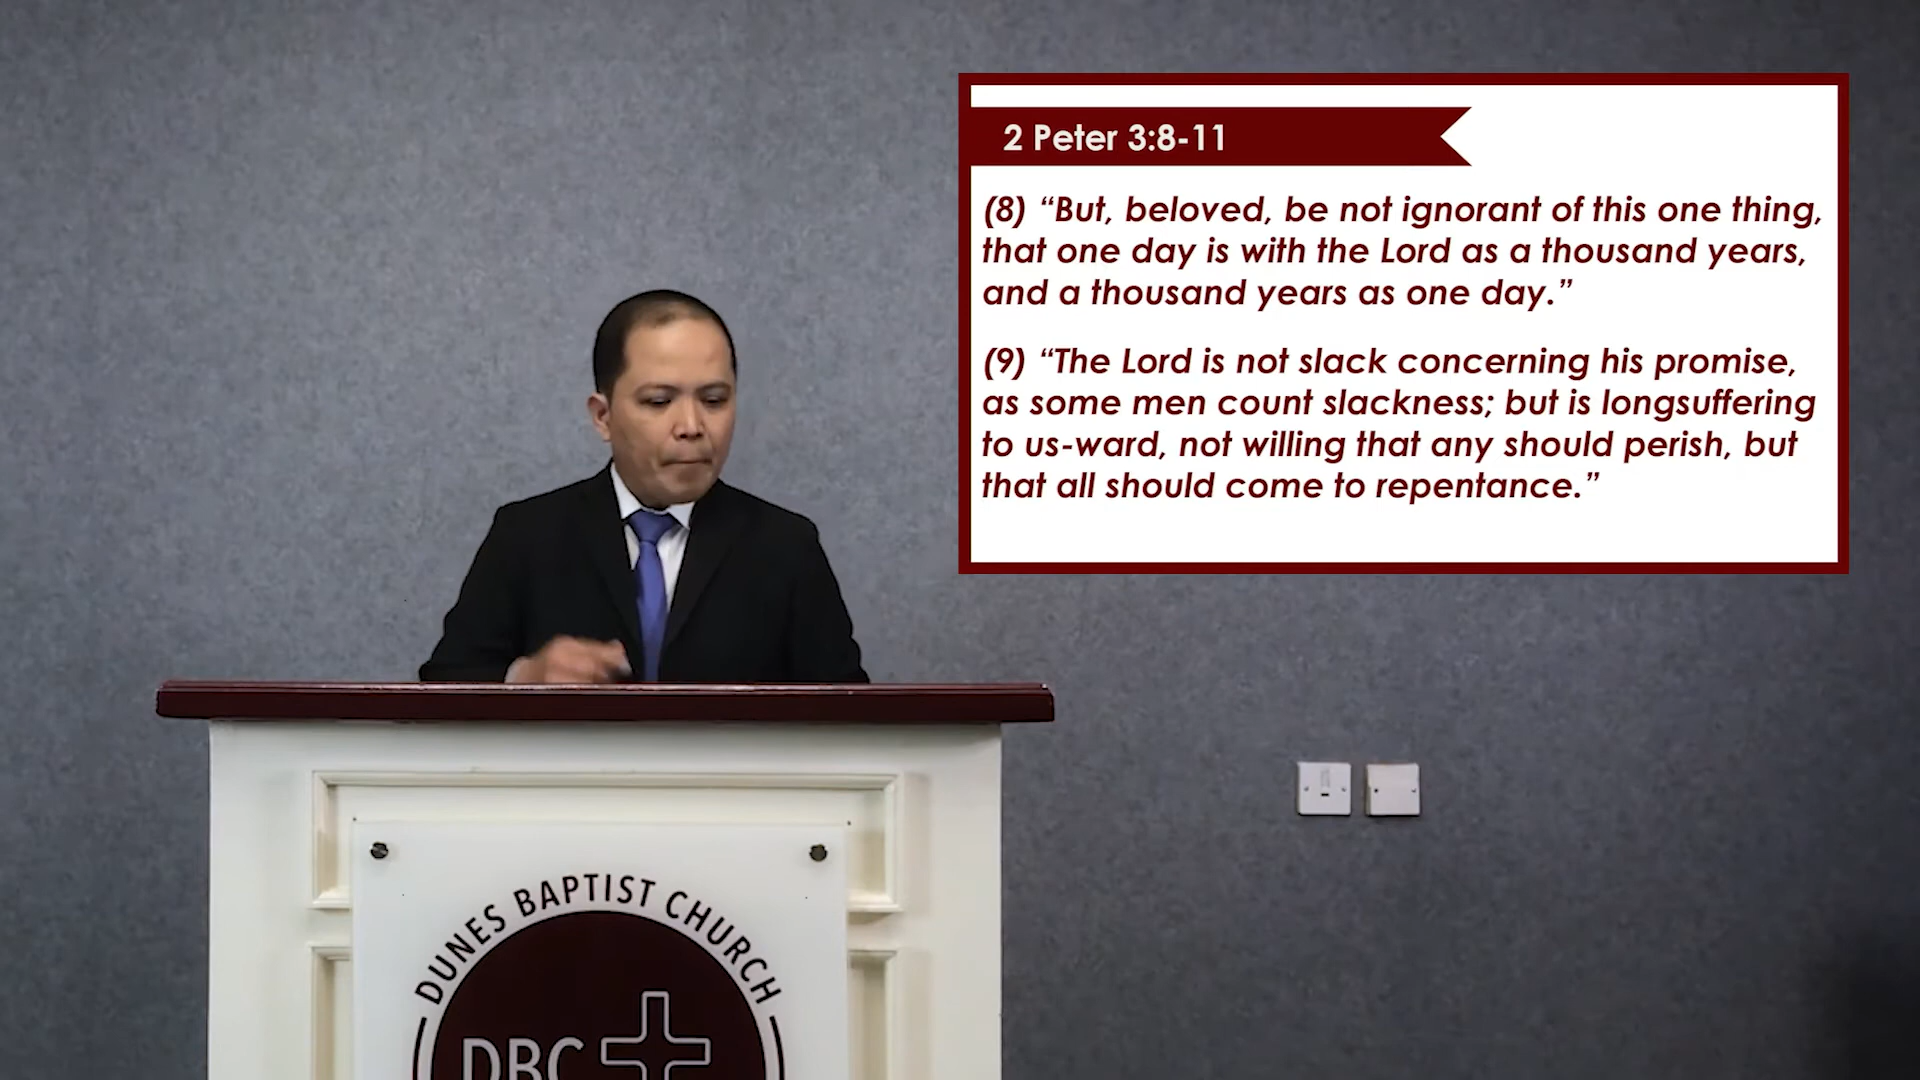 2 Peter 3:8-11
(8) “But, beloved, be not ignorant of this one thing,
that one day is with the Lord as a thousand years,
and a thousand years as one day.”
(9) “The Lord is not slack concerning his promise,
as some men count slackness; but is longsuffering
to us-ward, not willing that any should perish, but
that all should come to repentance.”
DUNES BAPTIST CHURCH
DBC